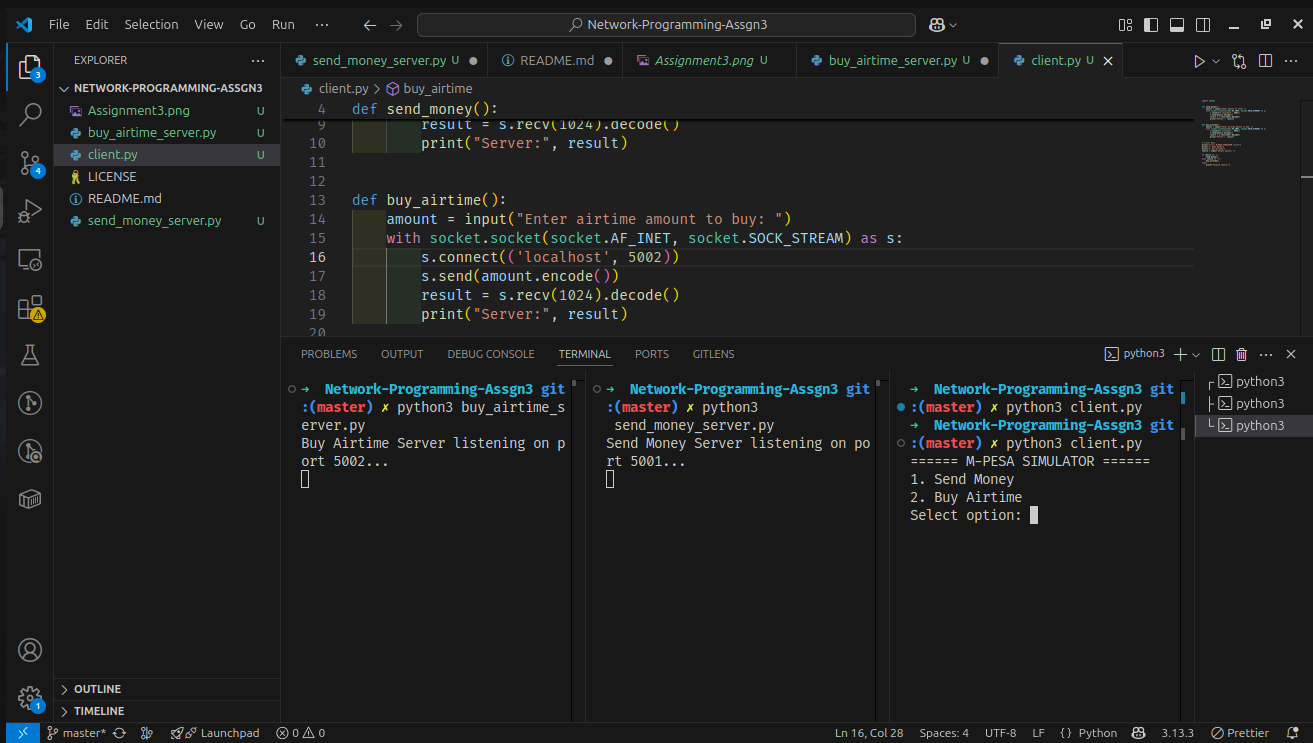 File Edit Selection View Go Run ···
Network-Programming-Assgn3
EXPLORER
NETWORK-PROGRAMMING-ASSGN3
Assignment3.png U
buy_airtime_server.py U
client.py U
LICENSE
README.md
send_money_server.py U
OUTLINE
TIMELINE
3
4
1
send_money_server.py U
README.md
Assignment3.png U
buy_airtime_server.py U
client.py U
client.py > buy_airtime
4 def send_money():
9 result = s.recv(1024).decode()
10 print("Server:", result)
11
12
13 def buy_airtime():
14 amount = input("Enter airtime amount to buy: ")
15 with socket.socket(socket.AF_INET, socket.SOCK_STREAM) as s:
16 s.connect(('localhost', 5002))
17 s.send(amount.encode())
18 result = s.recv(1024).decode()
19 print("Server:", result)
20
PROBLEMS OUTPUT DEBUG CONSOLE TERMINAL PORTS GITLENS
python3
➜ Network-Programming-Assgn3 git
:(master) ✗ python3 buy_airtime_s
erver.py
Buy Airtime Server listening on p
ort 5002...
➜ Network-Programming-Assgn3 git
:(master) ✗ python3
send_money_server.py
Send Money Server listening on po
rt 5001...
➜ Network-Programming-Assgn3 git
:(master) ✗ python3 client.py
➜ Network-Programming-Assgn3 git
:(master) ✗ python3 client.py
====== M-PESA SIMULATOR ======
1. Send Money
2. Buy Airtime
Select option:
python3
python3
python3
master* Launchpad 0 0 Ln 16, Col 28 Spaces: 4 UTF-8 LF { } Python 3.13.3 Prettier